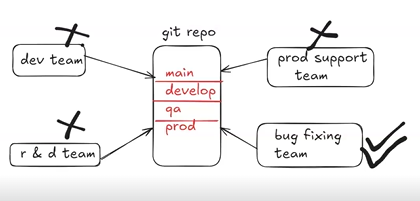 git repo
dev team
prod support
team
main
develop
qa
prod
r & d team
bug fixing
team